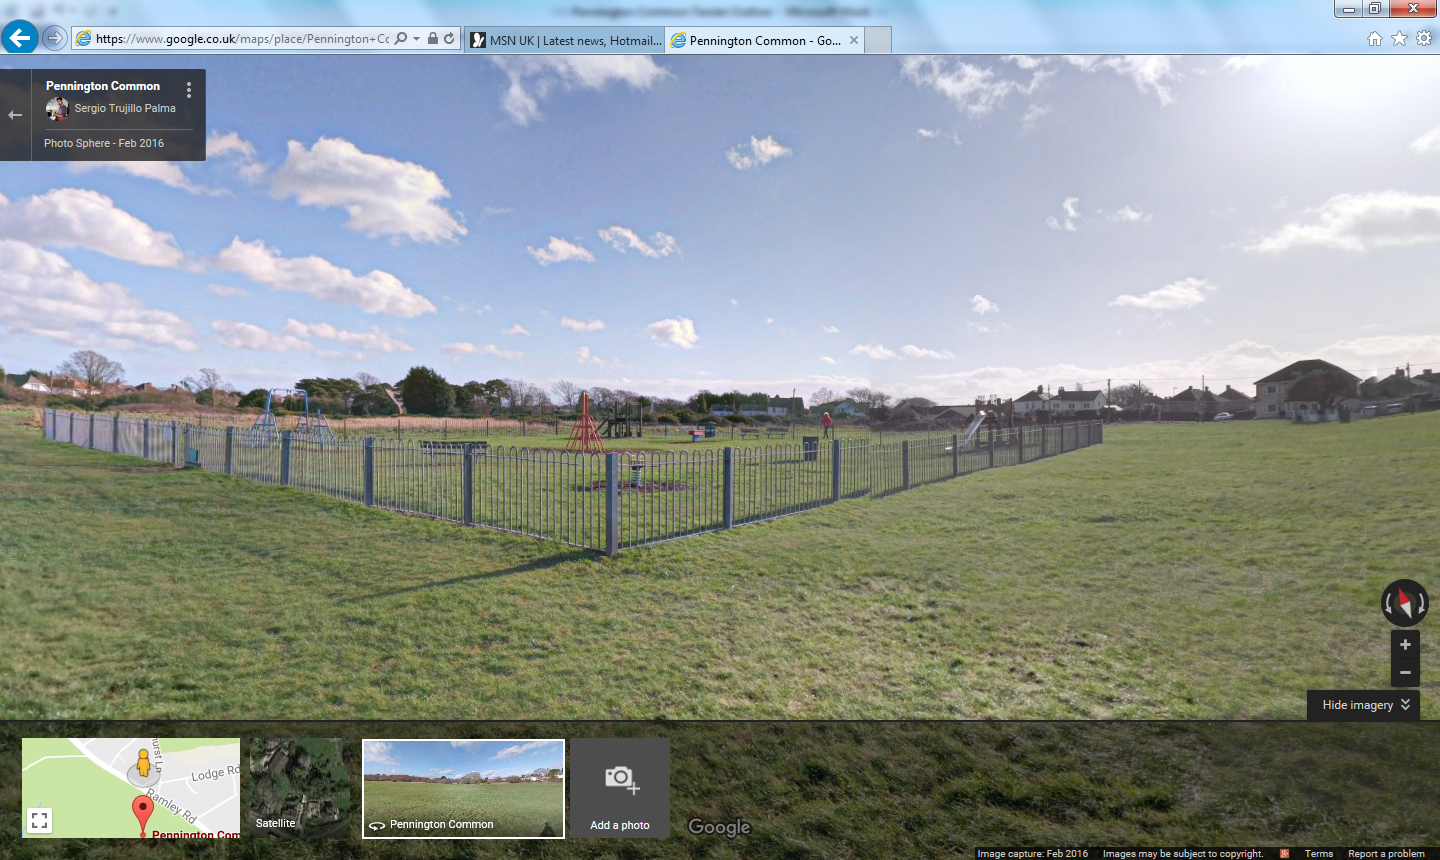 https://www.google.co.uk/maps/place/Pennington+Cc
MSN UK | Latest news, Hotmail...
Pennington Common - Go...
Pennington Common
Sergio Trujillo Palma
Photo Sphere - Feb 2016
Hide imagery
hurst Ln
Lodge Rd
Ramley Rd
Pennington Com
Satellite
Pennington Common
Add a photo
Google
Image capture: Feb 2016 Images may be subject to copyright. Terms Report a problem